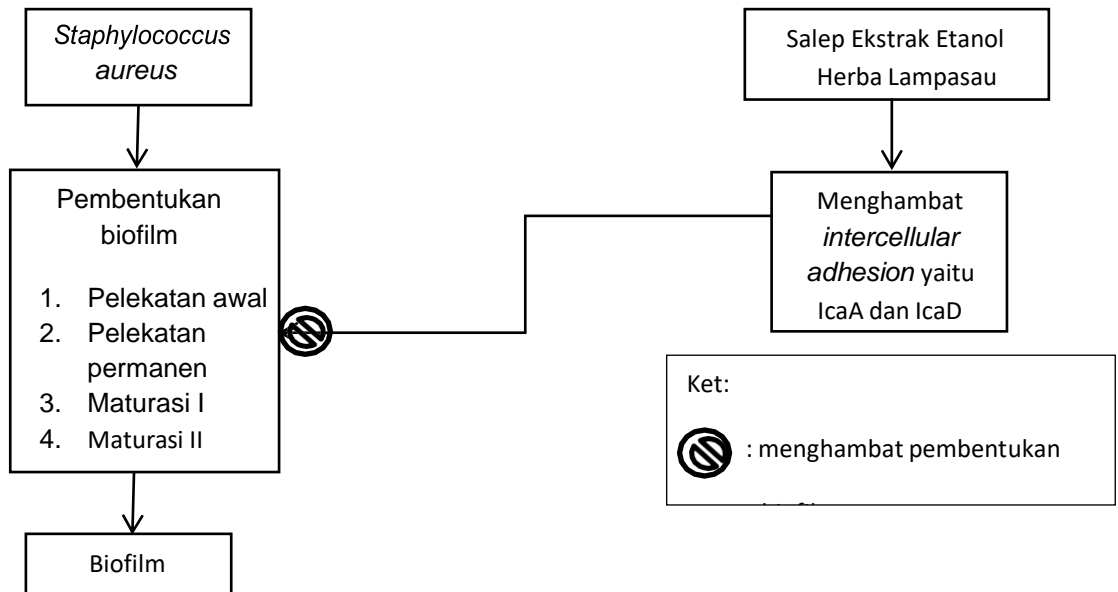 Staphylococcus
aureus
Salep Ekstrak Etanol
Herba Lampasau
Pembentukan
biofilm
1. Pelekatan awal
2. Pelekatan
permanen
3. Maturasi I
4. Maturasi II
Menghambat
intercellular
adhesion yaitu
IcaA dan IcaD
Ket:
: menghambat pembentukan
Biofilm